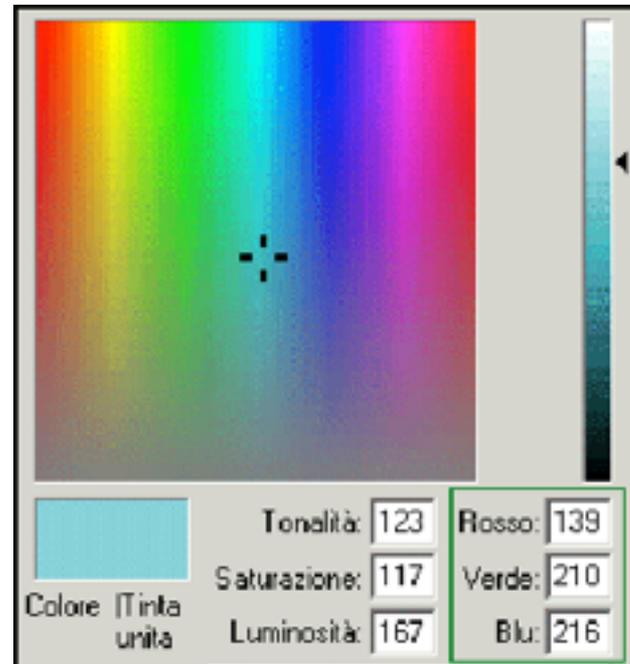 Tonalità: 123 Rosso: 139
Saturazione: 117 Verde: 210
Colore |Tinta
unita
Luminosità: 167 Blu: 216